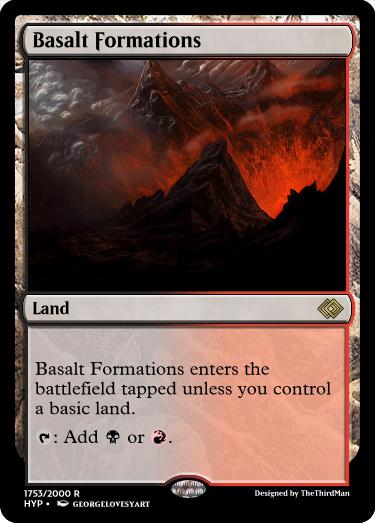 Basalt Formations
Land
Basalt Formations enters the
battlefield tapped unless you control
a basic land.
: Add or .
1753/2000 R
HYP • GEORGELOVESYART
Designed by TheThirdMan